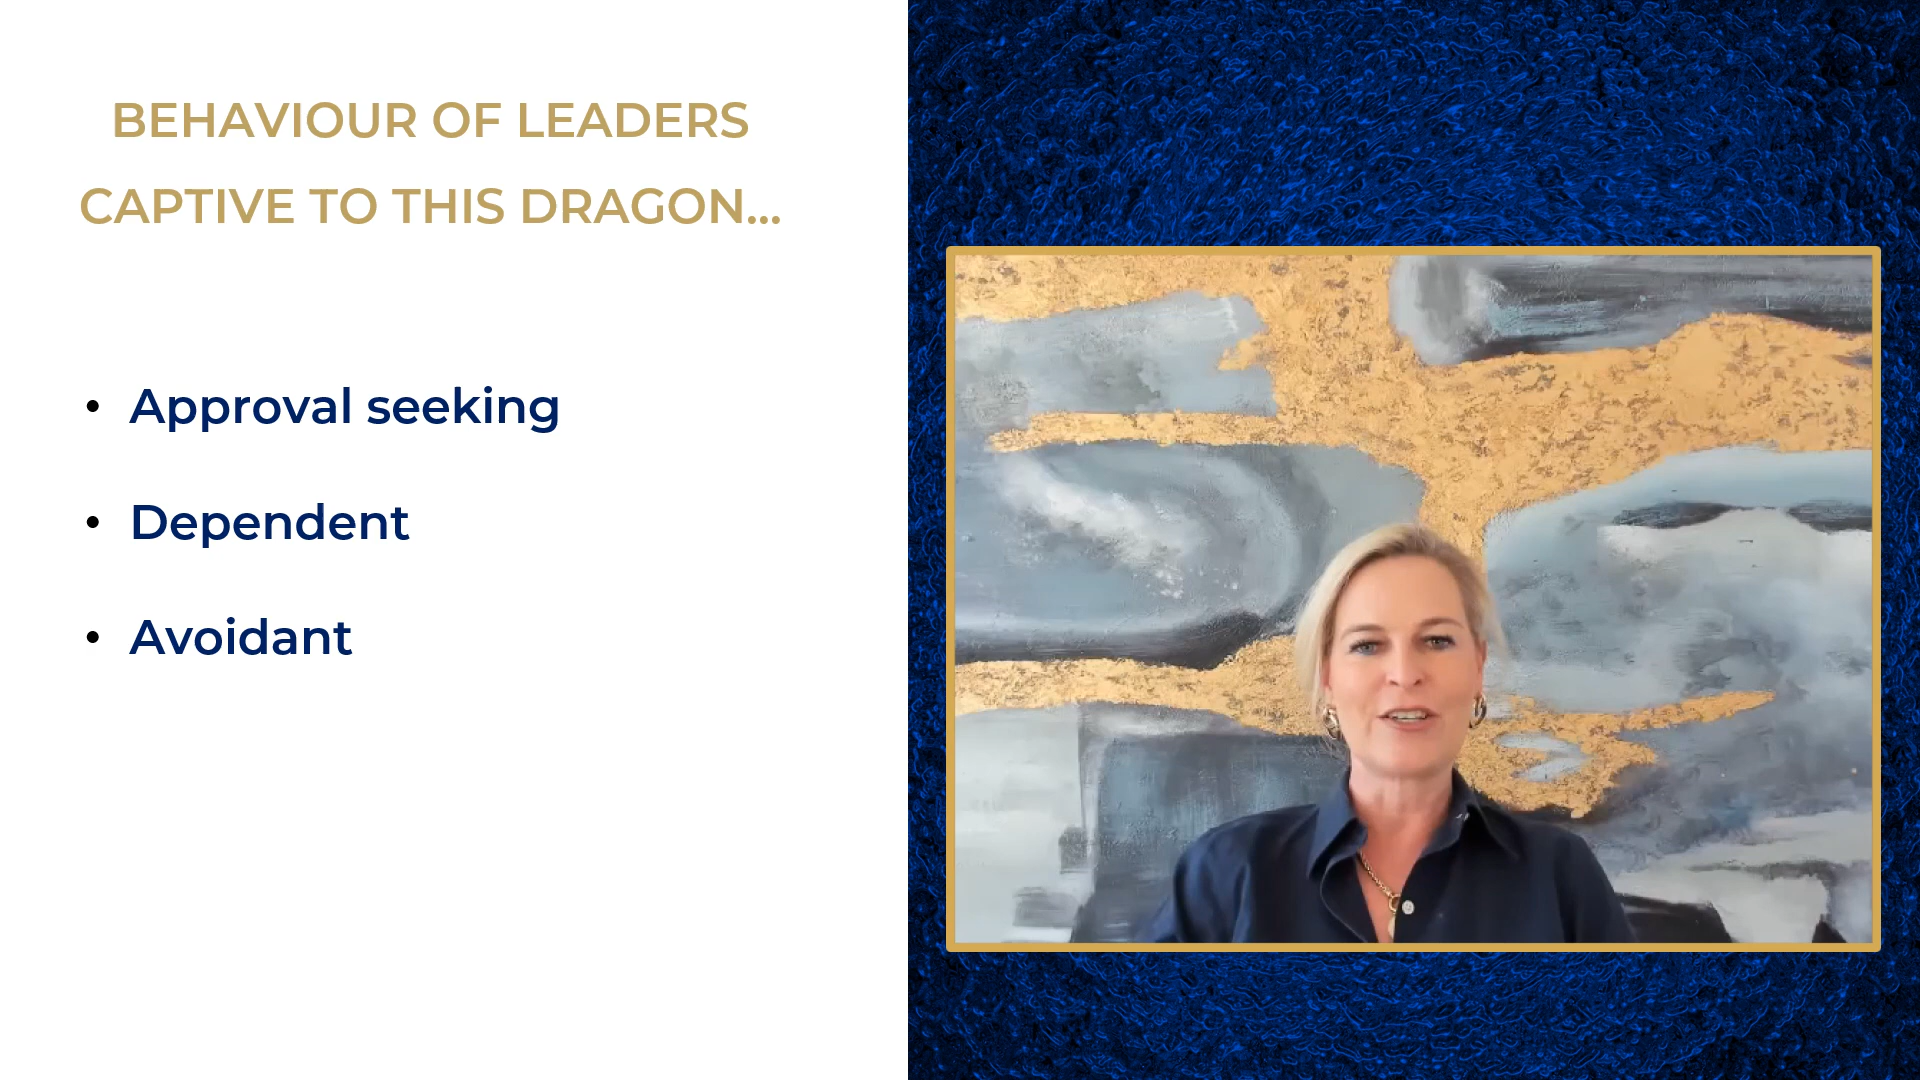 BEHAVIOUR OF LEADERS
CAPTIVE TO THIS DRAGON...
• Approval seeking
• Dependent
• Avoidant